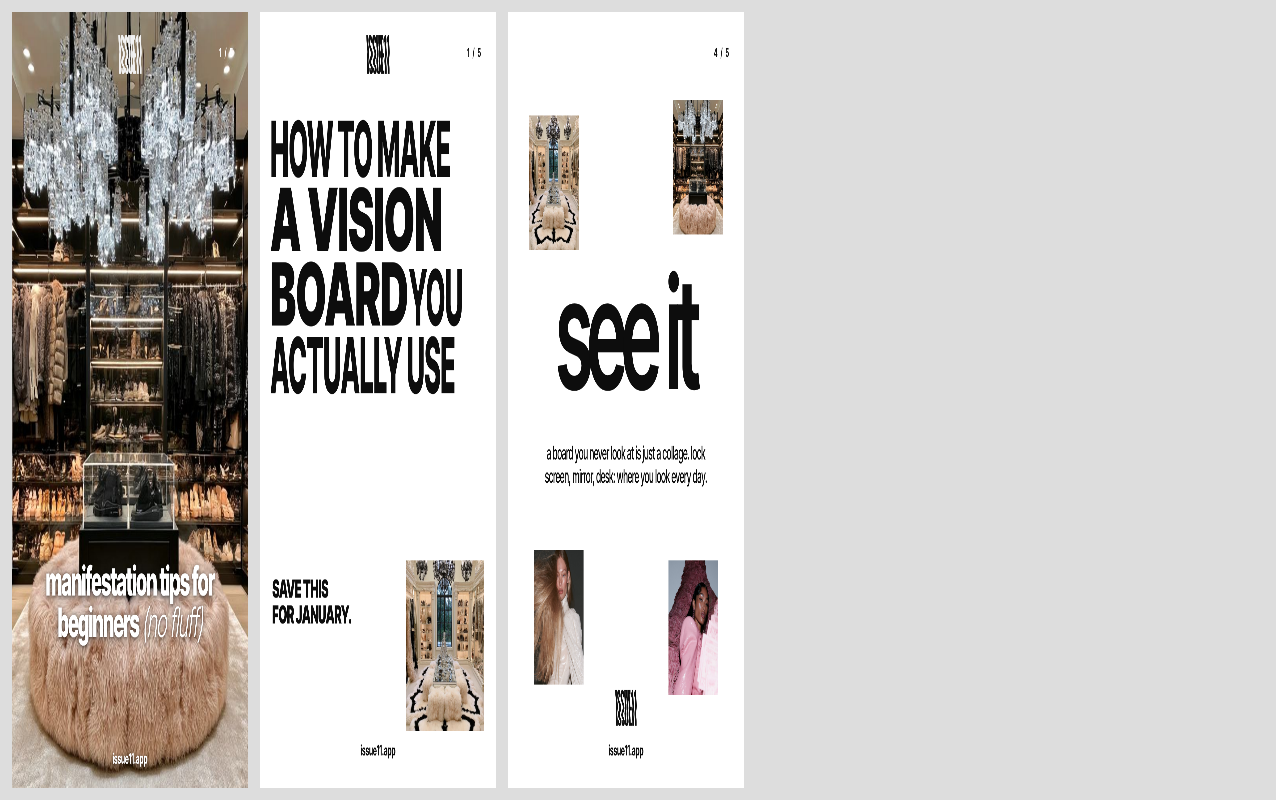 ISSUE11
1 /
manifestation tips for
beginners (no fluff)
issue11.app
ISSUE11
1 / 5
HOW TO MAKE
A VISION
BOARD YOU
ACTUALLY USE
SAVE THIS
FOR JANUARY.
issue11.app
4 / 5
see it
a board you never look at is just a collage. lock
screen, mirror, desk: where you look every day.
ISSUE11
issue11.app